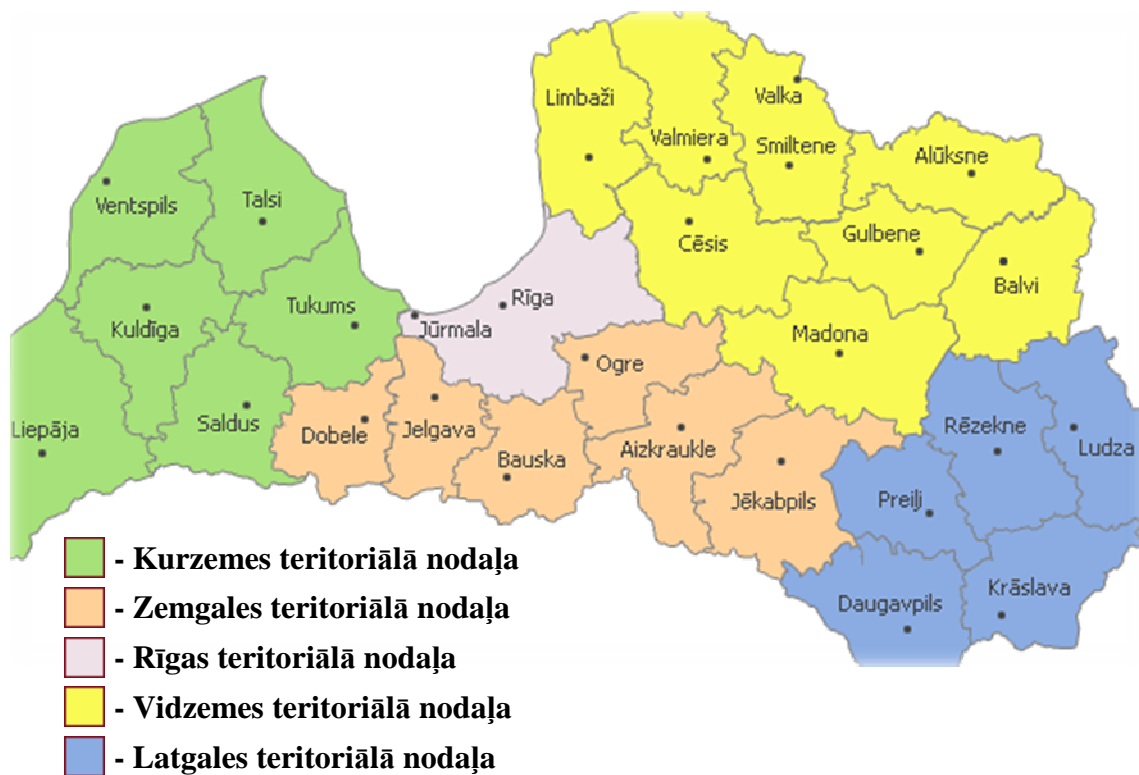 Limbaži
Valka
Valmiera
Smiltene
Alūksne
Ventspils
Talsi
Cēsis
Gulbene
Balvi
Tukums
Rīga
Kuldīga
Jūrmala
Madona
Ogre
Liepāja
Saldus
Dobele
Jelgava
Bauska
Aizkraukle
Rēzekne
Ludza
Jēkabpils
Preiļi
Daugavpils
Krāslava
- Kurzemes teritoriālā nodaļa
- Zemgales teritoriālā nodaļa
- Rīgas teritoriālā nodaļa
- Vidzemes teritoriālā nodaļa
- Latgales teritoriālā nodaļa